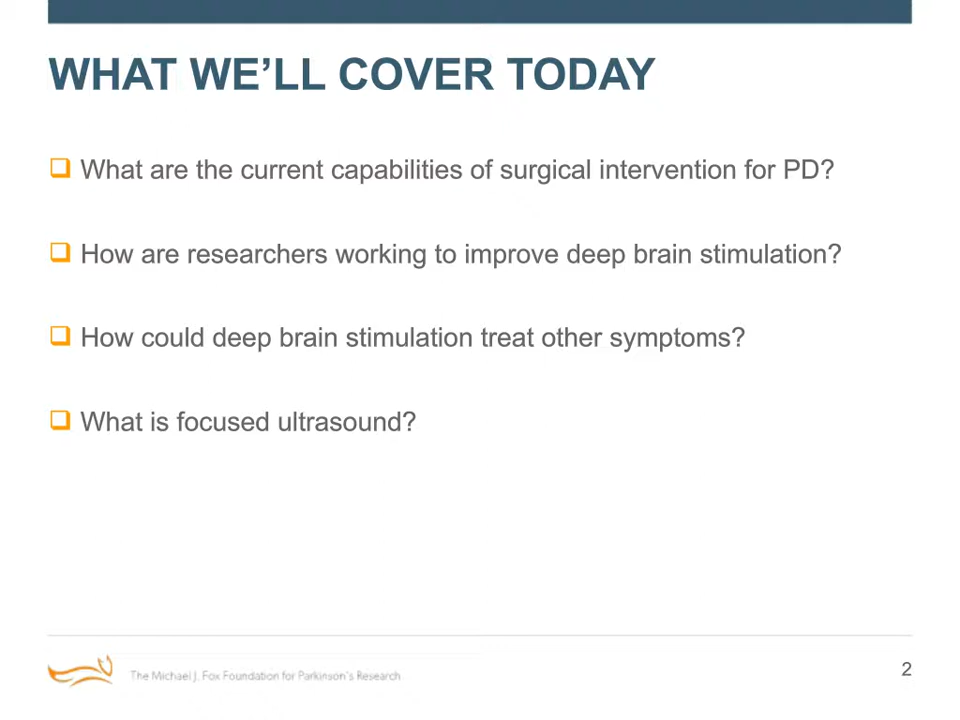 WHAT WE’LL COVER TODAY
What are the current capabilities of surgical intervention for PD?
How are researchers working to improve deep brain stimulation?
How could deep brain stimulation treat other symptoms?
What is focused ultrasound?
The Michael J. Fox Foundation for Parkinson's Research
2